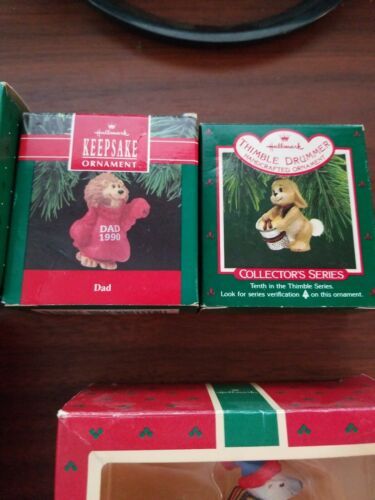 Hallmark
KEEPSAKE
ORNAMENT
DAD
1990
Dad
Hallmark
THIMBLE DRUMMER
HANDCRAFTED ORNAMENT
COLLECTOR'S SERIES
Tenth in the Thimble Series.
Look for series verification on this ornament.
Hallmark